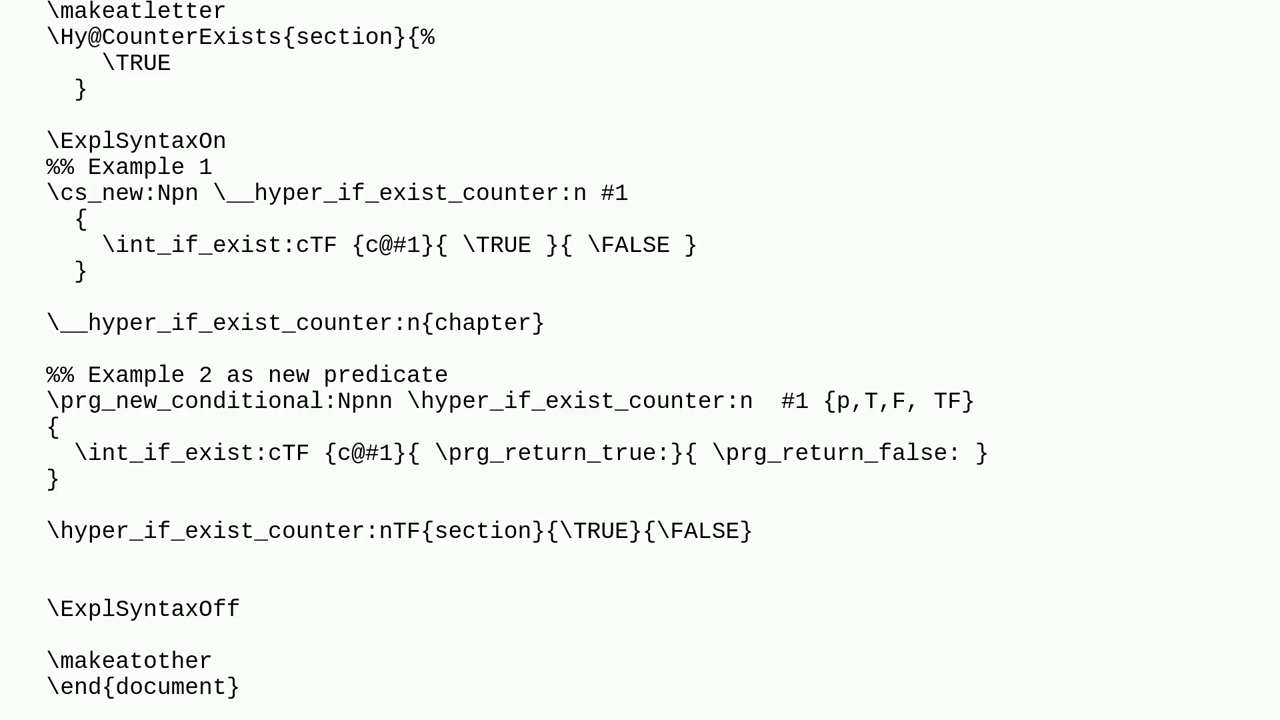 \makeatletter
\Hy@CounterExists{section}{%
    \TRUE
  }
\ExplSyntaxOn
%% Example 1
\cs_new:Npn \__hyper_if_exist_counter:n #1
  {
    \int_if_exist:cTF {c@#1}{ \TRUE }{ \FALSE }
  }
\__hyper_if_exist_counter:n{chapter}
%% Example 2 as new predicate
\prg_new_conditional:Npnn \hyper_if_exist_counter:n  #1 {p,T,F, TF}
{
  \int_if_exist:cTF {c@#1}{ \prg_return_true:}{ \prg_return_false: }
}
\hyper_if_exist_counter:nTF{section}{\TRUE}{\FALSE}
\ExplSyntaxOff
\makeatother
\end{document}